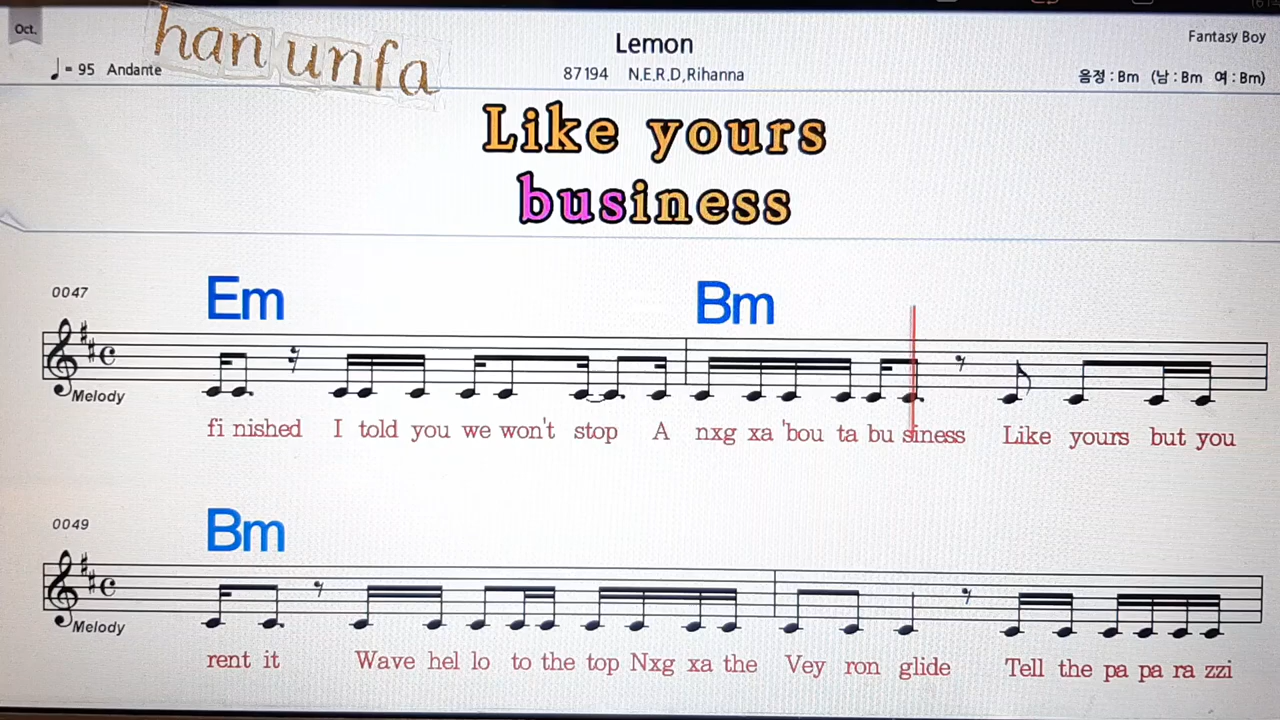 Oct.
han unfa
Lemon
Fantasy Boy
= 95 Andante
87194 N.E.R.D,Rihanna
음정 : Bm (남 : Bm 여 : Bm)
Like yours
business
0047
Em Bm
Melody
fi nished I told you we won't stop A nxg xa 'bou ta bu siness Like yours but you
0049
Bm
Melody
rent it Wave hel lo to the top Nxg xa the Vey ron glide Tell the pa pa ra zzi